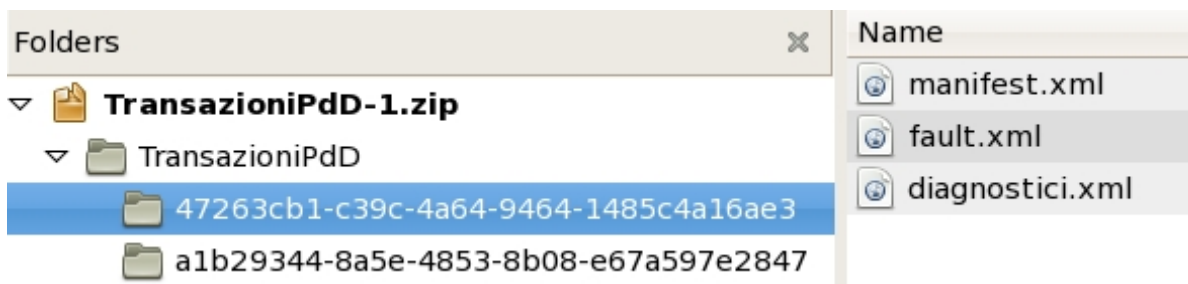 Folders
TransazioniPdD-1.zip
TransazioniPdD
47263cb1-c39c-4a64-9464-1485c4a16ae3
a1b29344-8a5e-4853-8b08-e67a597e2847
Name
manifest.xml
fault.xml
diagnostici.xml